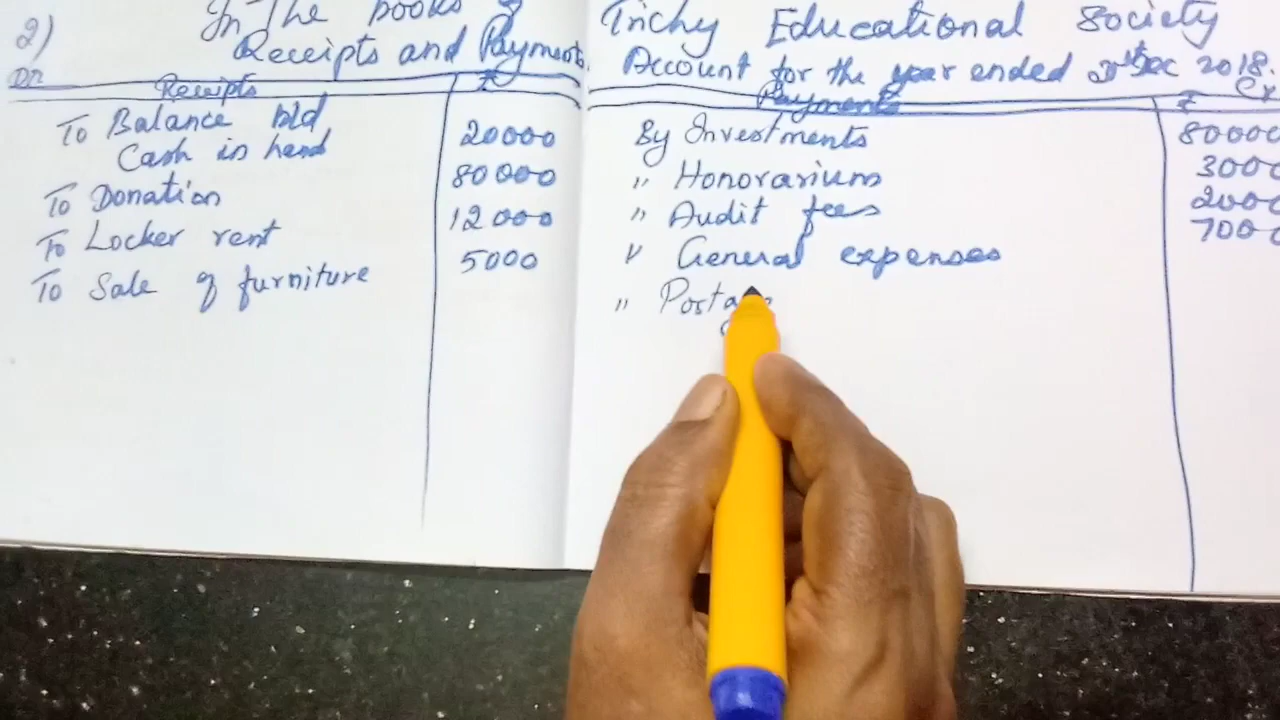 2) In the books of Trichy Educational Society
Receipts and Payments Account for the year ended 31st Dec 2018.
Dr Receipts ₹ Payments ₹ Cr
To Balance b/d
Cash in hand 20000
To Donation 80000
To Locker rent 12000
To Sale of furniture 5000
By Investments 80000
" Honorarium 3000
" Audit fees 2000
" General expenses 7000
" Postage